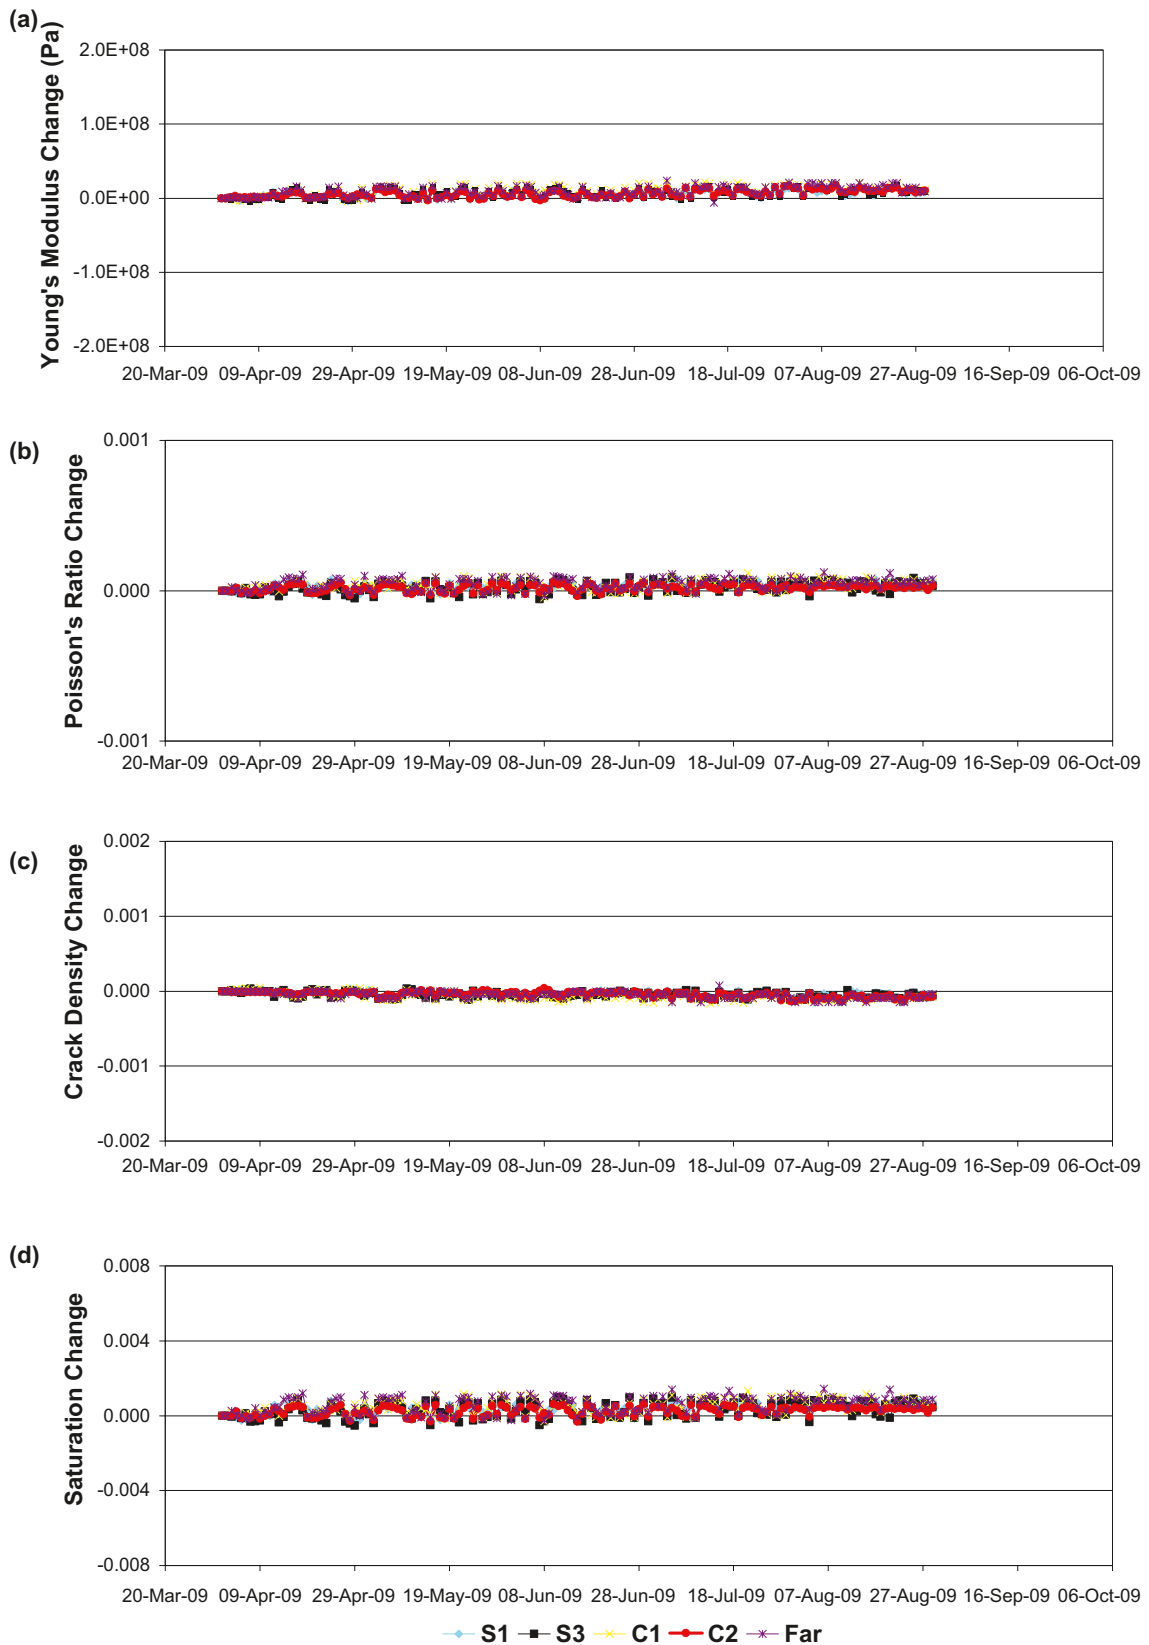 (a)
Young's Modulus Change (Pa)
2.0E+08
1.0E+08
0.0E+00
-1.0E+08
-2.0E+08
20-Mar-09 09-Apr-09 29-Apr-09 19-May-09 08-Jun-09 28-Jun-09 18-Jul-09 07-Aug-09 27-Aug-09 16-Sep-09 06-Oct-09
(b)
Poisson's Ratio Change
0.001
0.000
-0.001
20-Mar-09 09-Apr-09 29-Apr-09 19-May-09 08-Jun-09 28-Jun-09 18-Jul-09 07-Aug-09 27-Aug-09 16-Sep-09 06-Oct-09
(c)
Crack Density Change
0.002
0.001
0.000
-0.001
-0.002
20-Mar-09 09-Apr-09 29-Apr-09 19-May-09 08-Jun-09 28-Jun-09 18-Jul-09 07-Aug-09 27-Aug-09 16-Sep-09 06-Oct-09
(d)
Saturation Change
0.008
0.004
0.000
-0.004
-0.008
20-Mar-09 09-Apr-09 29-Apr-09 19-May-09 08-Jun-09 28-Jun-09 18-Jul-09 07-Aug-09 27-Aug-09 16-Sep-09 06-Oct-09
S1 S3 C1 C2 Far